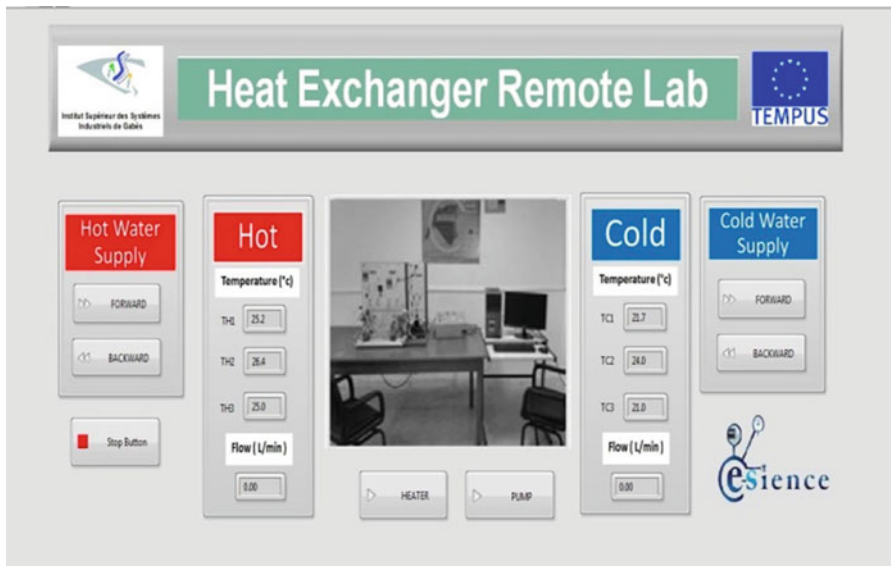 Institut Supérieur des Systèmes
Industriels de Gabès
Heat Exchanger Remote Lab
TEMPUS
Hot Water
Supply
FORWARD
BACKWARD
Stop Button
Hot
Temperature (°c)
TH1 25.2
TH2 26.4
TH3 25.0
Flow ( L/min )
0.00
HEATER
PUMP
Cold
Temperature (°c)
TC1 21.7
TC2 24.0
TC3 21.0
Flow ( L/min )
0.00
Cold Water
Supply
FORWARD
BACKWARD
e-sience